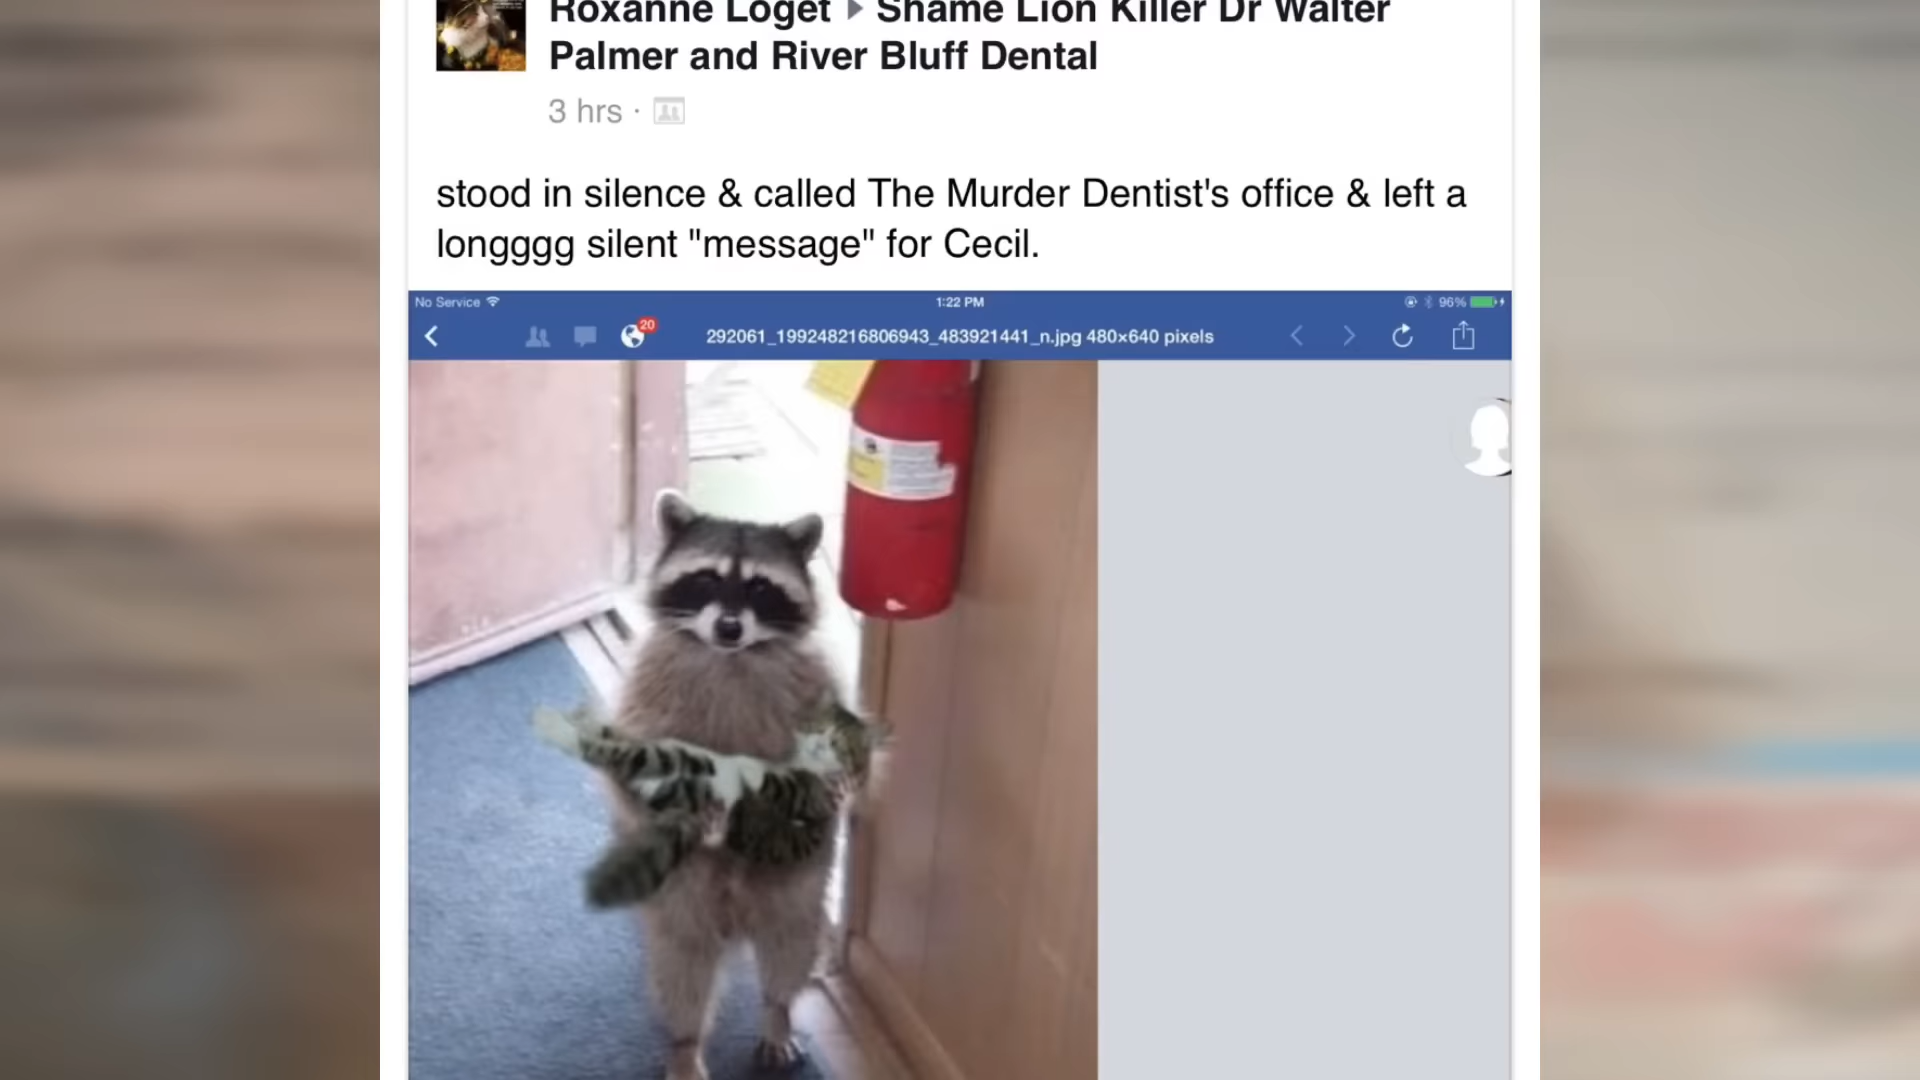 Roxanne Loget ▸ Shame Lion Killer Dr Walter
Palmer and River Bluff Dental
3 hrs ·
stood in silence & called The Murder Dentist's office & left a
longggg silent "message" for Cecil.
No Service 1:22 PM 96%
20 292061_199248216806943_483921441_n.jpg 480×640 pixels